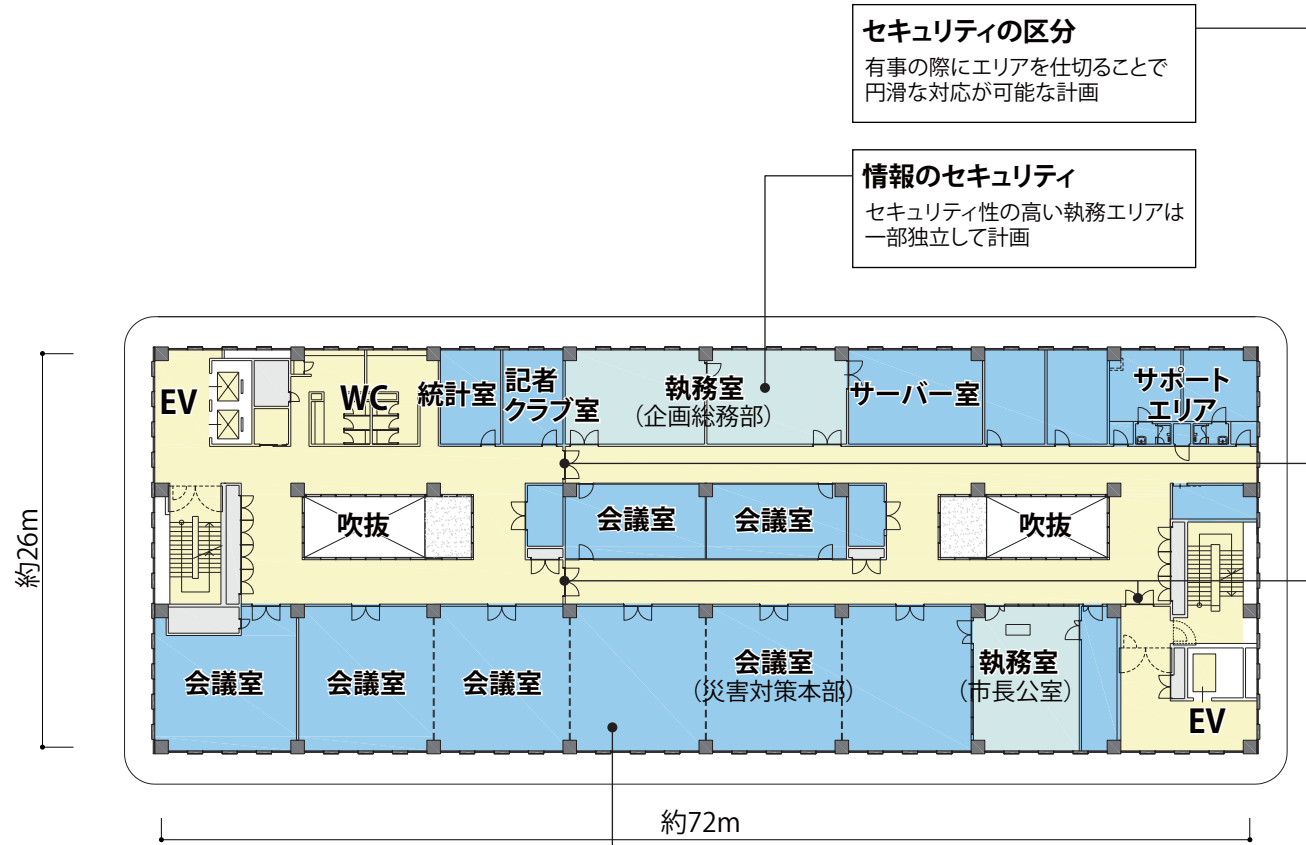 セキュリティの区分
有事の際にエリアを仕切ることで
円滑な対応が可能な計画
情報のセキュリティ
セキュリティ性の高い執務エリアは
一部独立して計画
EV
WC
統計室
記者
クラブ室
執務室
（企画総務部）
サーバー室
サポート
エリア
吹抜
会議室
会議室
吹抜
約26m
会議室
会議室
会議室
会議室
（災害対策本部）
執務室
（市長公室）
EV
約72m